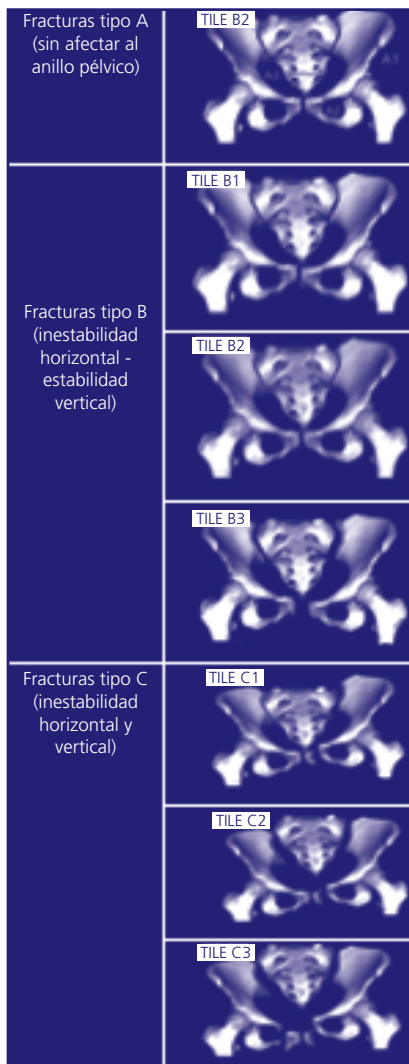 Fracturas tipo A
(sin afectar al
anillo pélvico)
TILE B2
A1
TILE B1
Fracturas tipo B
(inestabilidad
horizontal -
estabilidad
vertical)
TILE B2
TILE B3
Fracturas tipo C
(inestabilidad
horizontal y
vertical)
TILE C1
TILE C2
TILE C3